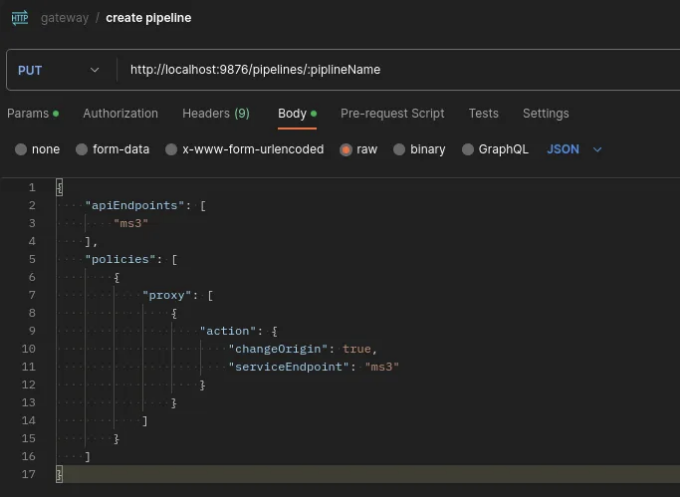 HTTP gateway / create pipeline
PUT http://localhost:9876/pipelines/:piplineName
Params Authorization Headers (9) Body Pre-request Script Tests Settings
none form-data x-www-form-urlencoded raw binary GraphQL JSON
1 {
2 "apiEndpoints": [
3 "ms3"
4 ],
5 "policies": [
6 {
7 "proxy": [
8 {
9 "action": {
10 "changeOrigin": true,
11 "serviceEndpoint": "ms3"
12 }
13 }
14 ]
15 }
16 ]
17 }